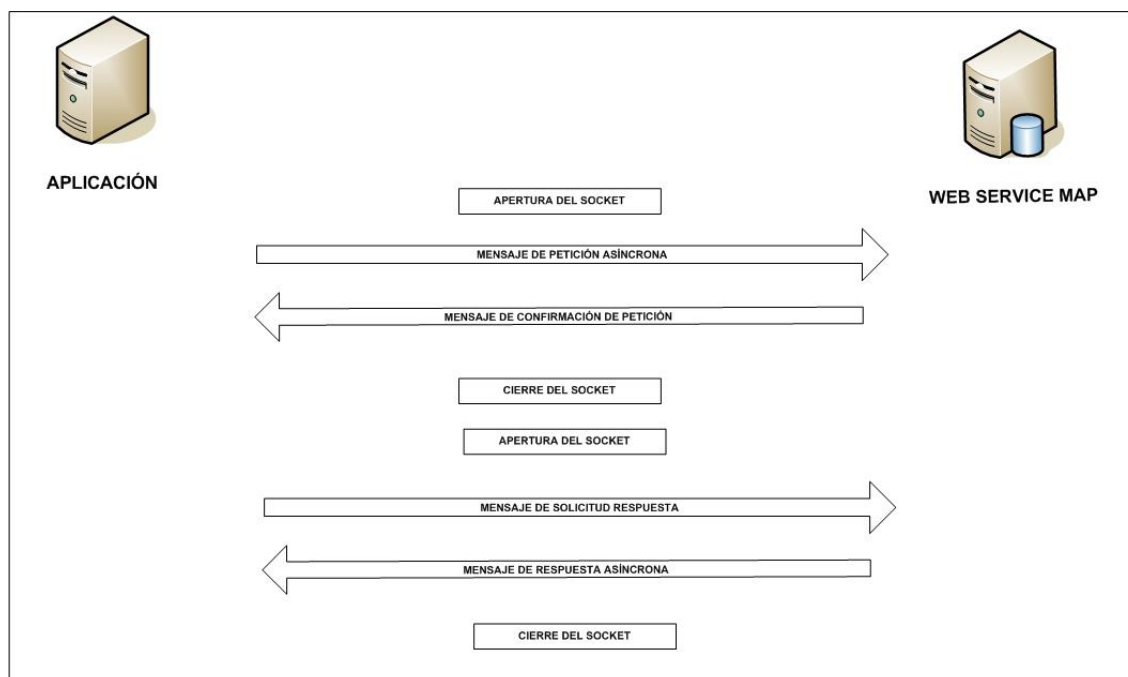 APLICACIÓN
WEB SERVICE MAP
APERTURA DEL SOCKET
MENSAJE DE PETICIÓN ASÍNCRONA
MENSAJE DE CONFIRMACIÓN DE PETICIÓN
CIERRE DEL SOCKET
APERTURA DEL SOCKET
MENSAJE DE SOLICITUD RESPUESTA
MENSAJE DE RESPUESTA ASÍNCRONA
CIERRE DEL SOCKET